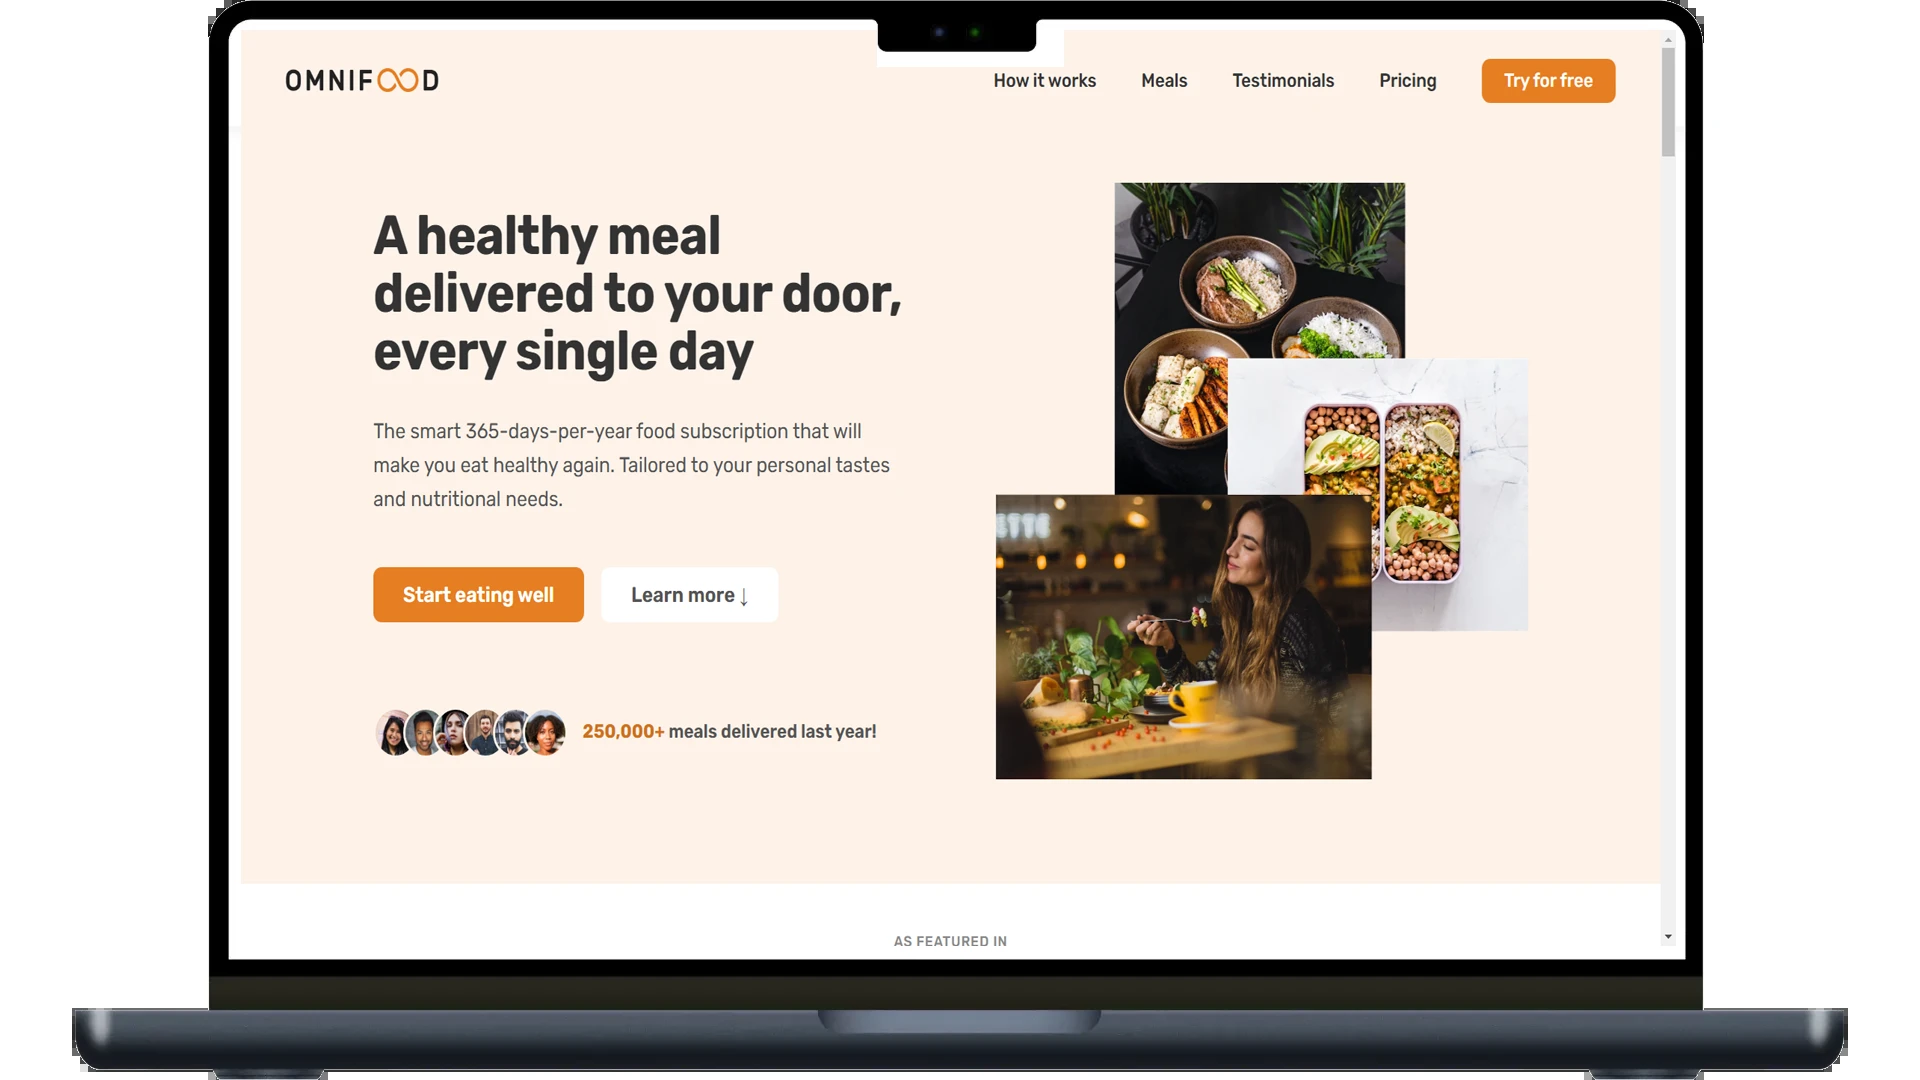 OMNIFOOD
How it works
Meals
Testimonials
Pricing
Try for free
A healthy meal
delivered to your door,
every single day
The smart 365-days-per-year food subscription that will
make you eat healthy again. Tailored to your personal tastes
and nutritional needs.
Start eating well
Learn more ↓
250,000+ meals delivered last year!
AS FEATURED IN